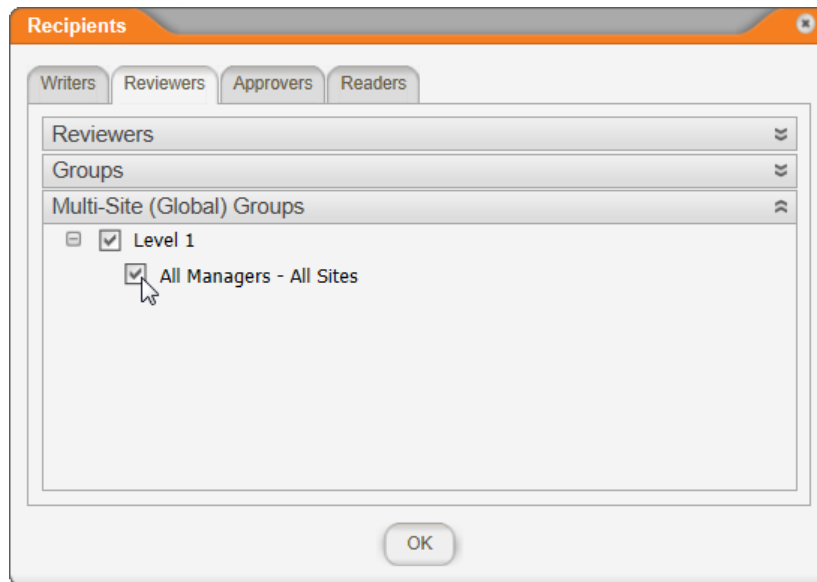 Recipients
Writers Reviewers Approvers Readers
Reviewers
Groups
Multi-Site (Global) Groups
Level 1
All Managers - All Sites
OK